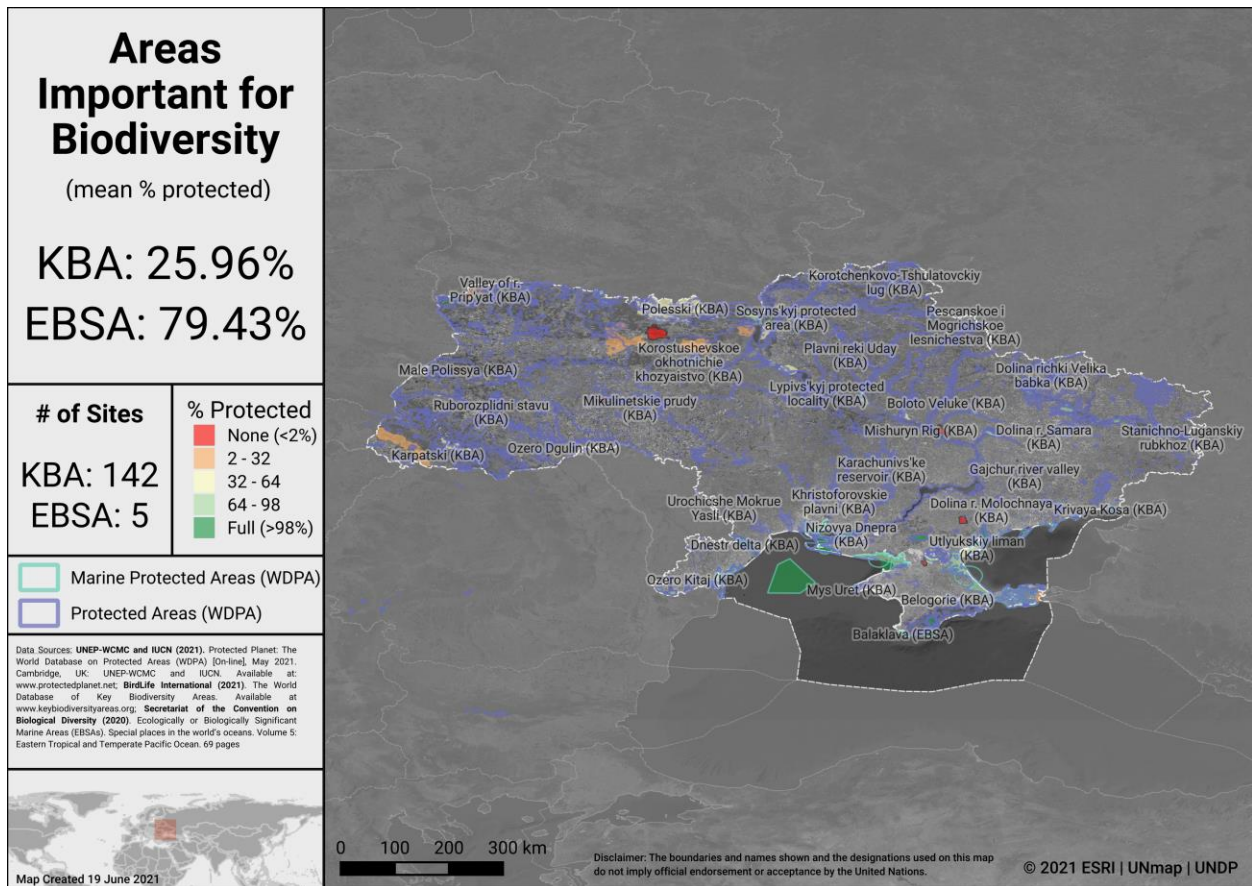 Areas
Important for
Biodiversity
(mean % protected)
KBA: 25.96%
EBSA: 79.43%
# of Sites
KBA: 142
EBSA: 5
% Protected
None (<2%)
2 - 32
32 - 64
64 - 98
Full (>98%)
Marine Protected Areas (WDPA)
Protected Areas (WDPA)
Data Sources: UNEP-WCMC and IUCN (2021). Protected Planet: The
World Database on Protected Areas (WDPA) [On-line], May 2021.
Cambridge, UK: UNEP-WCMC and IUCN. Available at:
www.protectedplanet.net; BirdLife International (2021). The World
Database of Key Biodiversity Areas. Available at
www.keybiodiversityareas.org; Secretariat of the Convention on
Biological Diversity (2020). Ecologically or Biologically Significant
Marine Areas (EBSAs). Special places in the world's oceans. Volume 5:
Eastern Tropical and Temperate Pacific Ocean. 69 pages
Map Created 19 June 2021
Valley of r.
Prip'yat (KBA)
Polesski (KBA)
Sosyns'kyj protected
area (KBA)
Korotchenkovo-Tshulatovckiy
lug (KBA)
Pescanskoe i
Mogrichskoe
lesnichestva (KBA)
Korostushevskoe
okhotnichie
khozyaistvo (KBA)
Plavni reki Uday
(KBA)
Dolina richki Velika
babka (KBA)
Male Polissya (KBA)
Lypivs'kyj protected
locality (KBA)
Ruborozplidni stavu
(KBA)
Mikulinetskie prudy
(KBA)
Boloto Veluke (KBA)
Mishuryn Rig (KBA)
Dolina r. Samara
(KBA)
Stanichno-Luganskiy
rubkhoz (KBA)
Karpatski (KBA)
Ozero Dgulin (KBA)
Karachunivs'ke
reservoir (KBA)
Gajchur river valley
(KBA)
Urochicshe Mokrue
Yasli (KBA)
Khristoforovskie
plavni (KBA)
Dolina r. Molochnaya
(KBA)
Krivaya Kosa (KBA)
Nizovya Dnepra
(KBA)
Dnestr delta (KBA)
Utlyukskiy liman
(KBA)
Ozero Kitaj (KBA)
Mys Uret (KBA)
Belogorie (KBA)
Balaklava (EBSA)
0 100 200 300 km
Disclaimer: The boundaries and names shown and the designations used on this map
do not imply official endorsement or acceptance by the United Nations.
© 2021 ESRI | UNmap | UNDP